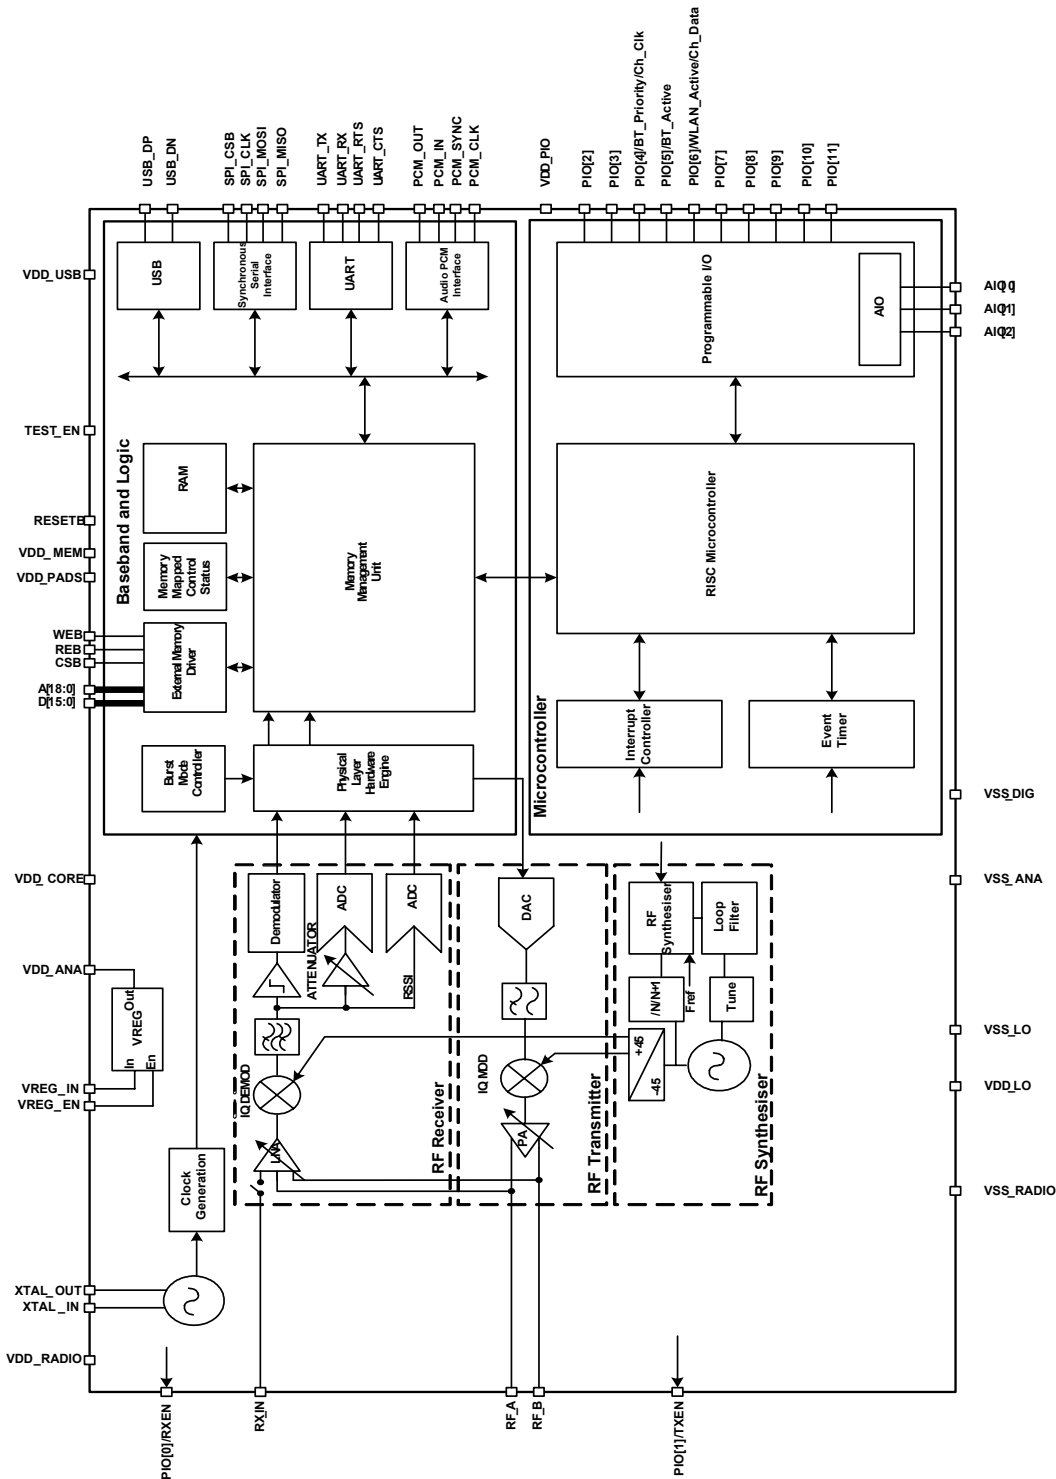 USB_DP
USB_DN
SPI_CSB
SPI_CLK
SPI_MOSI
SPI_MISO
UART_TX
UART_RX
UART_RTS
UART_CTS
PCM_OUT
PCM_IN
PCM_SYNC
PCM_CLK
VDD_PIO
PIO[2]
PIO[3]
PIO[4]/BT_Priority/Ch_Clk
PIO[5]/BT_Active
PIO[6]/WLAN_Active/Ch_Data
PIO[7]
PIO[8]
PIO[9]
PIO[10]
PIO[11]
VDD_USB
TEST_EN
RESETB
VDD_MEM
VDD_PADS
WEB
REB
CSB
A[18:0]
D[15:0]
VDD_CORE
VDD_ANA
VREG_IN
VREG_EN
XTAL_OUT
XTAL_IN
VDD_RADIO
USB
Synchronous
Serial
Interface
UART
Audio PCM
Interface
Baseband and Logic
RAM
Memory
Mapped
Control
Status
External Memory
Driver
Memory
Management
Unit
Burst
Mode
Controller
Physical
Layer
Hardware
Engine
Programmable I/O
AIO
RISC Microcontroller
Interrupt
Controller
Event
Timer
Microcontroller
AIO[0]
AIO[1]
AIO[2]
VSS_DIG
VSS_ANA
VSS_LO
VDD_LO
VSS_RADIO
Out
VREG
In
En
Clock
Generation
Demodulator
ADC
ADC
ATTENUATOR
RSSI
IQ DEMOD
LNA
RF Receiver
DAC
IQ MOD
PA
RF Transmitter
RF
Synthesiser
Loop
Filter
/N/N+1
Fref
Tune
+45
-45
RF Synthesiser
PIO[0]/RXEN
RX_IN
RF_A
RF_B
PIO[1]/TXEN